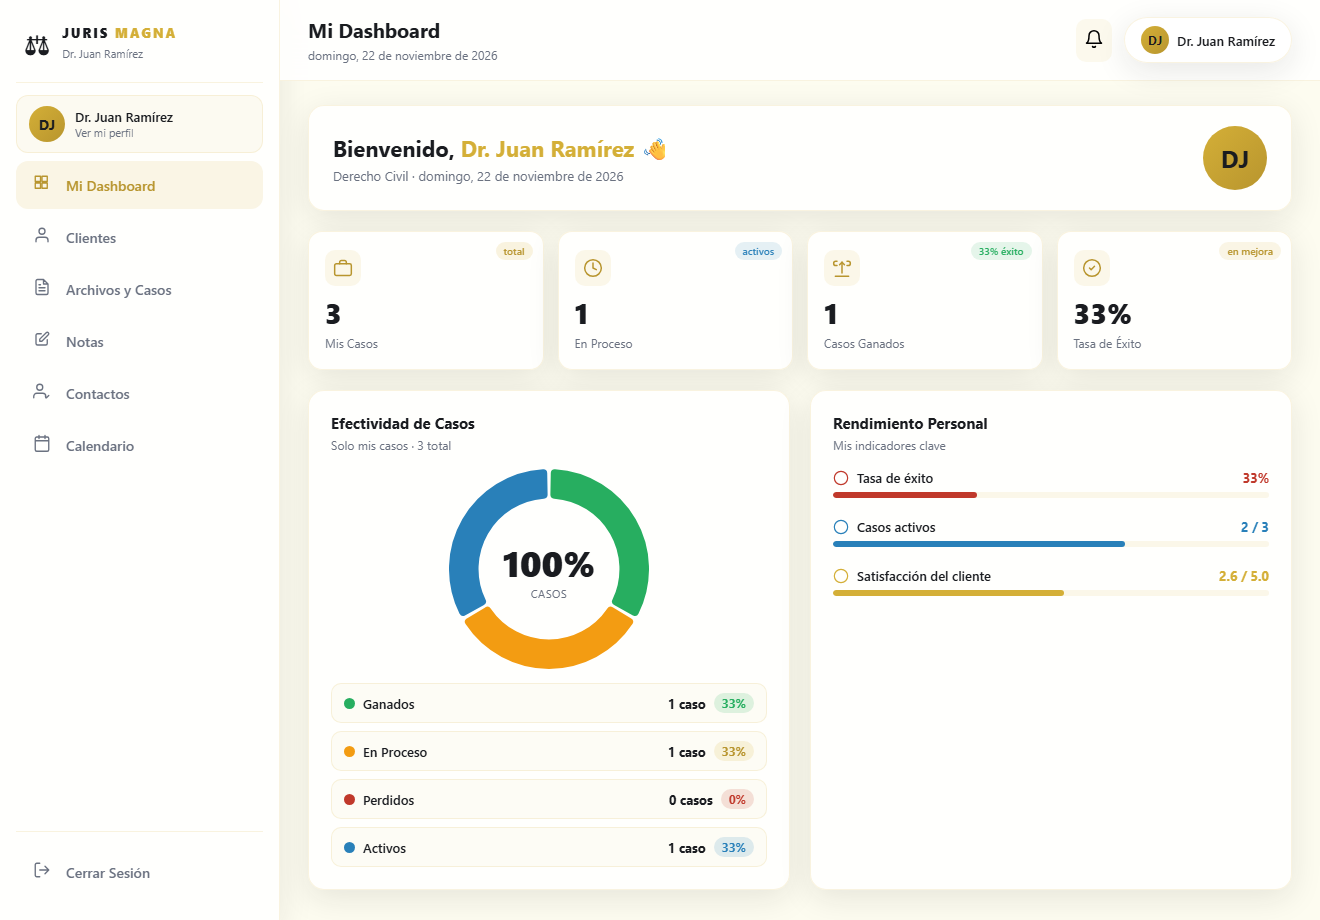 JURIS MAGNA
Dr. Juan Ramírez
DJ
Dr. Juan Ramírez
Ver mi perfil
Mi Dashboard
Clientes
Archivos y Casos
Notas
Contactos
Calendario
Cerrar Sesión
Mi Dashboard
domingo, 22 de noviembre de 2026
DJ
Dr. Juan Ramírez
Bienvenido, Dr. Juan Ramírez 👋
Derecho Civil · domingo, 22 de noviembre de 2026
DJ
total
3
Mis Casos
activos
1
En Proceso
33% éxito
1
Casos Ganados
en mejora
33%
Tasa de Éxito
Efectividad de Casos
Solo mis casos · 3 total
100%
CASOS
Ganados 1 caso 33%
En Proceso 1 caso 33%
Perdidos 0 casos 0%
Activos 1 caso 33%
Rendimiento Personal
Mis indicadores clave
Tasa de éxito 33%
Casos activos 2 / 3
Satisfacción del cliente 2.6 / 5.0